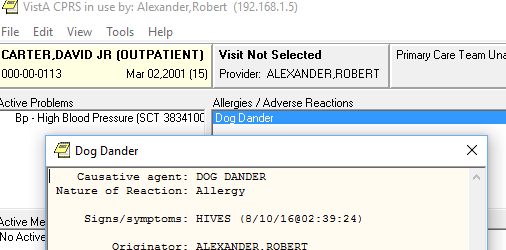 VistA CPRS in use by: Alexander,Robert (192.168.1.5)
File Edit View Tools Help
CARTER,DAVID JR (OUTPATIENT)
000-00-0113 Mar 02,2001 (15)
Visit Not Selected
Provider: ALEXANDER,ROBERT
Primary Care Team Una
Active Problems
Bp - High Blood Pressure (SCT 3834100
Allergies / Adverse Reactions
Dog Dander
Dog Dander
Causative agent: DOG DANDER
Nature of Reaction: Allergy
Signs/symptoms: HIVES (8/10/16@02:39:24)
Originator: ALEXANDER,ROBERT
Active Me
No Active